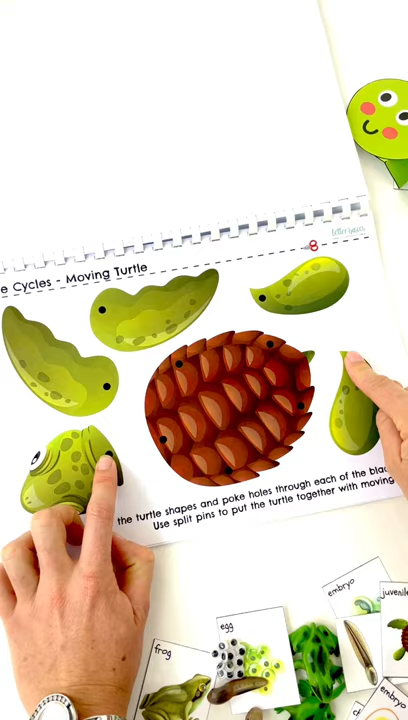 e Cycles - Moving Turtle
the turtle shapes and poke holes through each of the blac
Use split pins to put the turtle together with moving
egg
frog
embryo
juvenile
embryo